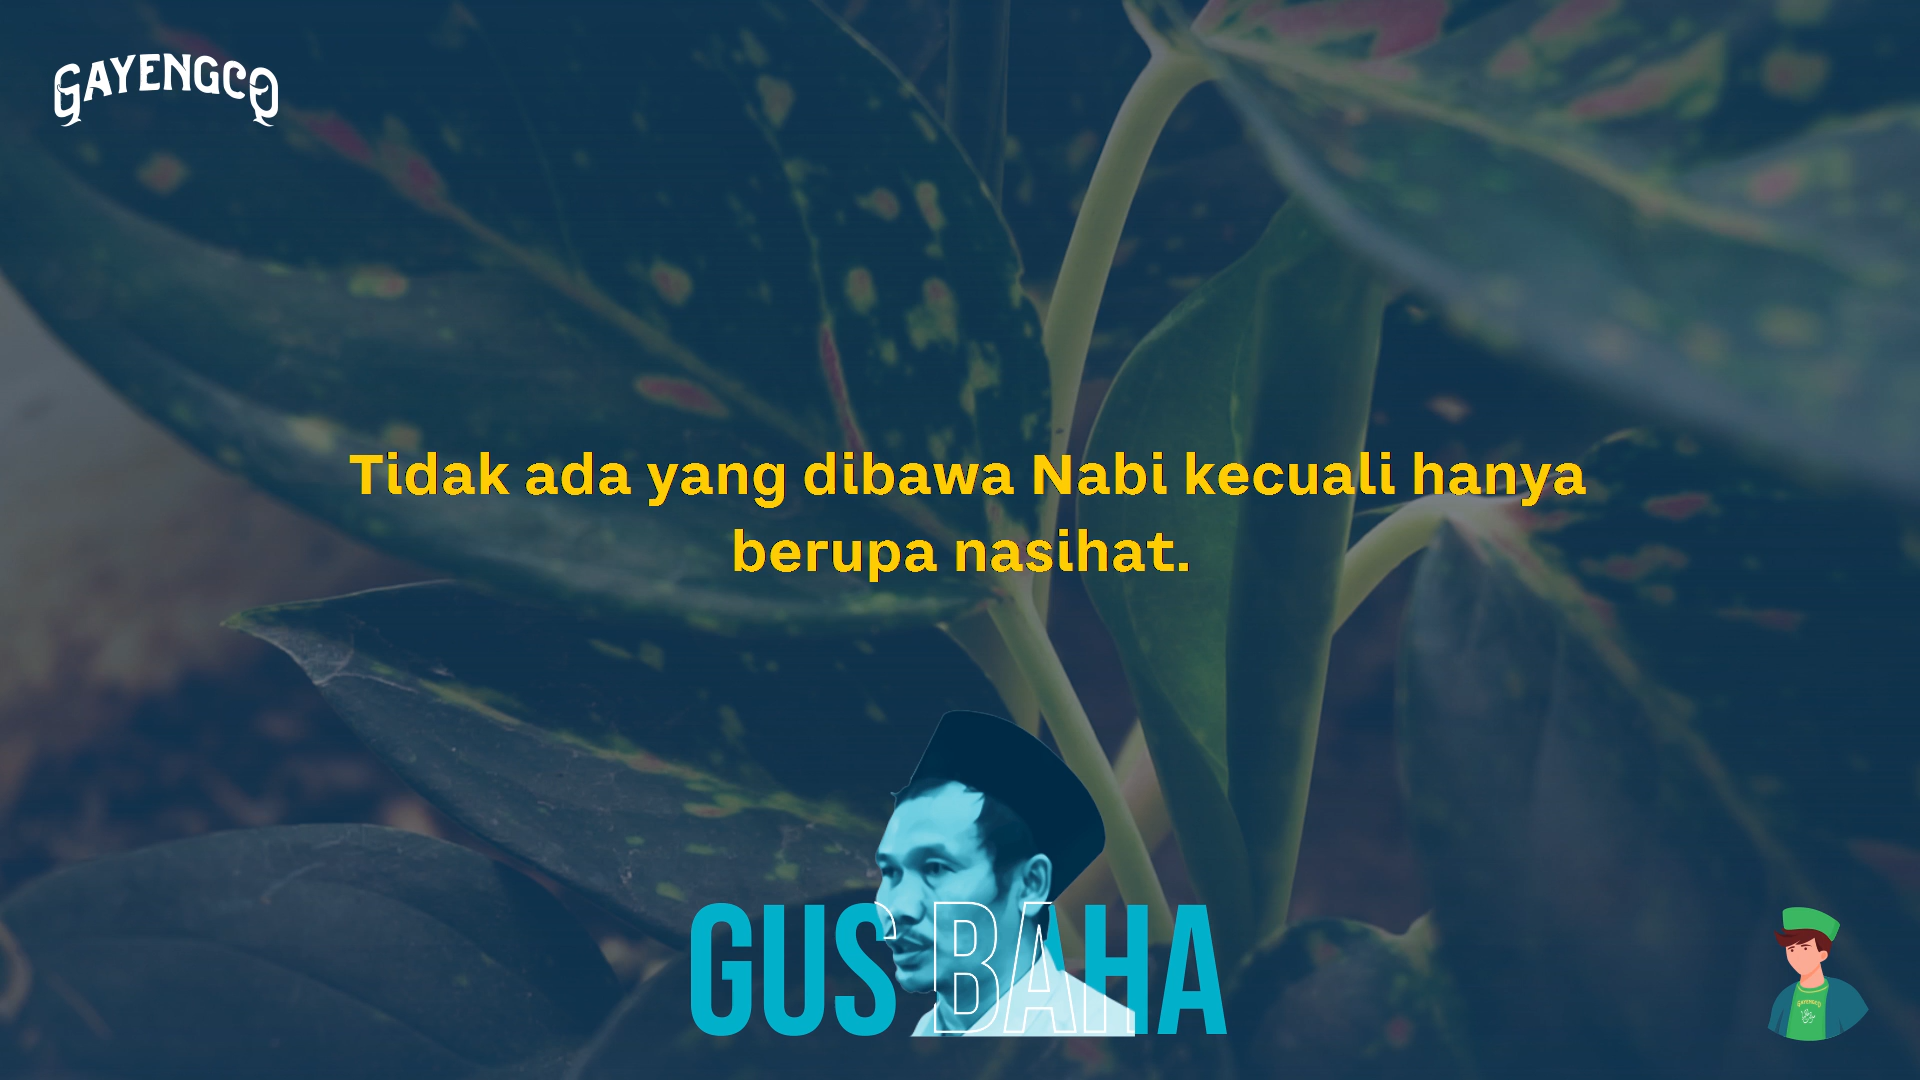 GAYENGCO
Tidak ada yang dibawa Nabi kecuali hanya
berupa nasihat.
GUS BAHA